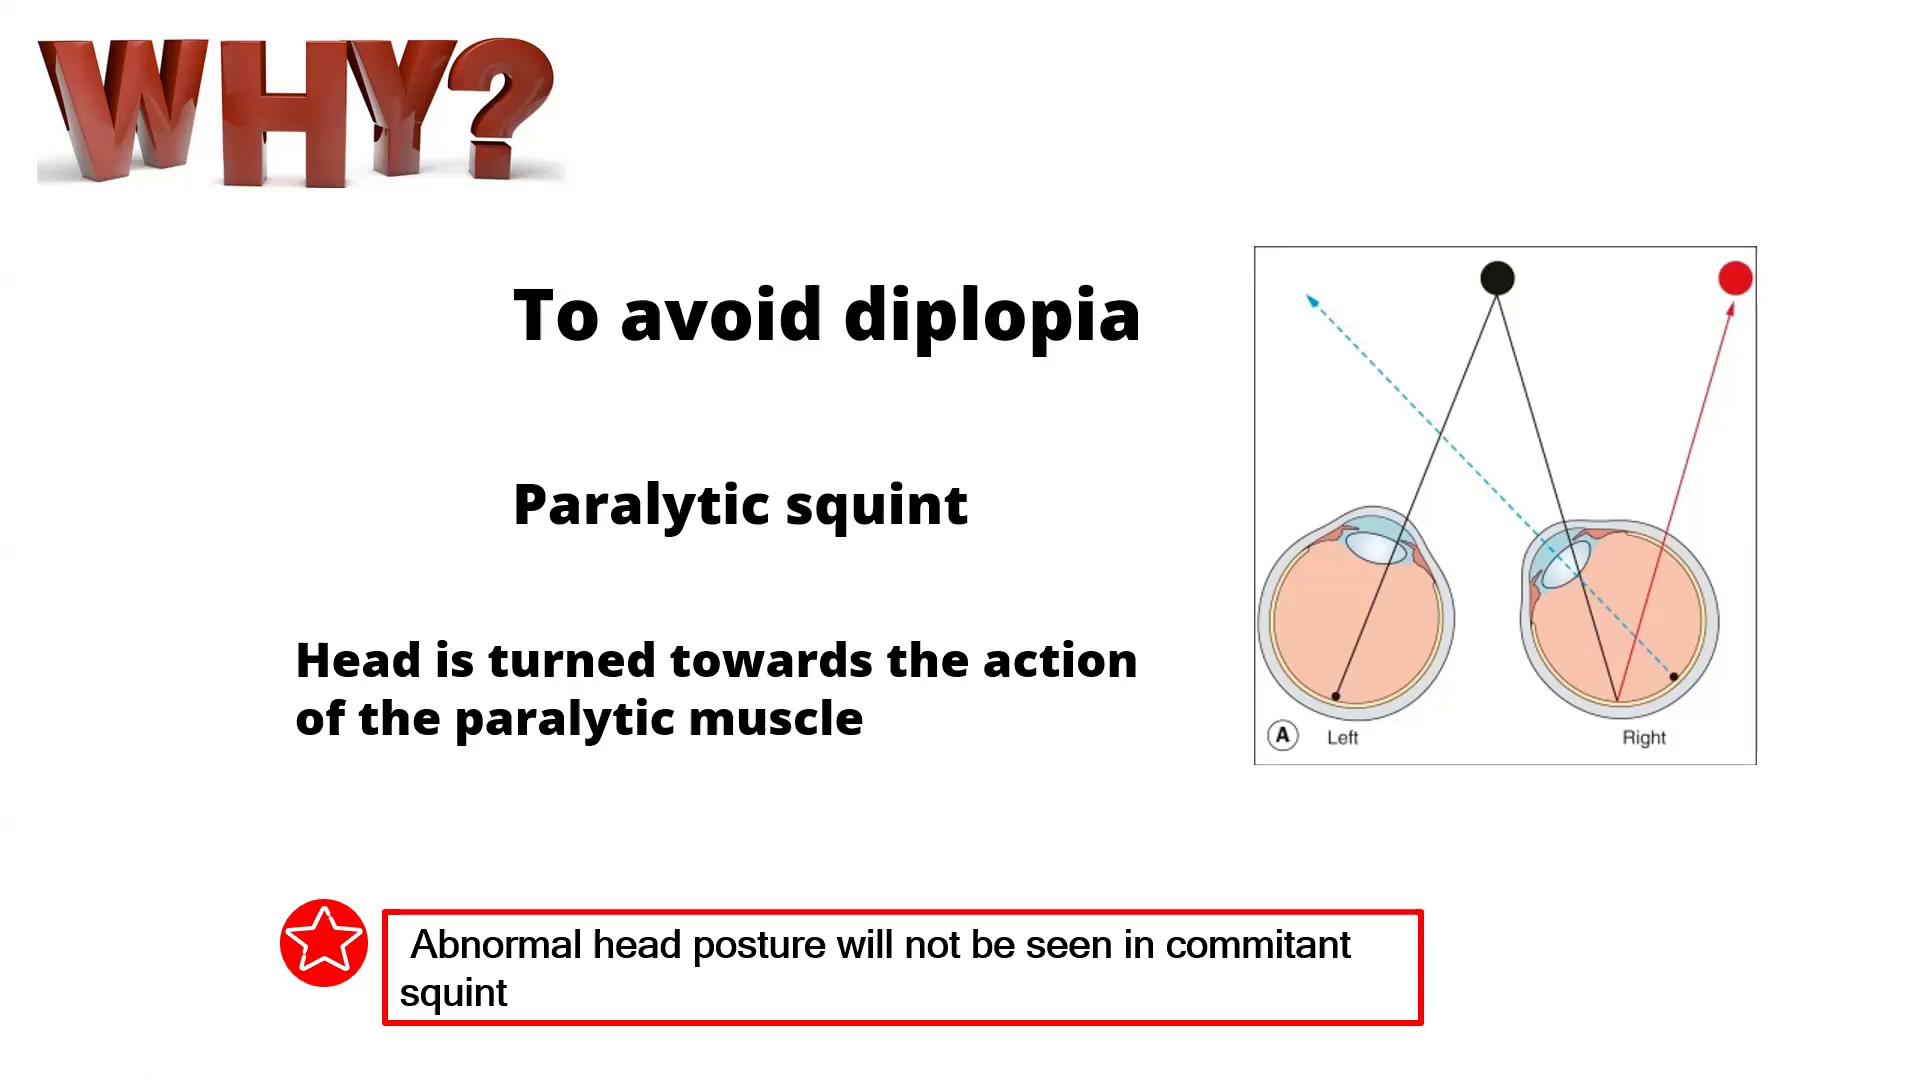 WHY?
To avoid diplopia
Paralytic squint
Head is turned towards the action
of the paralytic muscle
A
Left
Right
Abnormal head posture will not be seen in commitant
squint